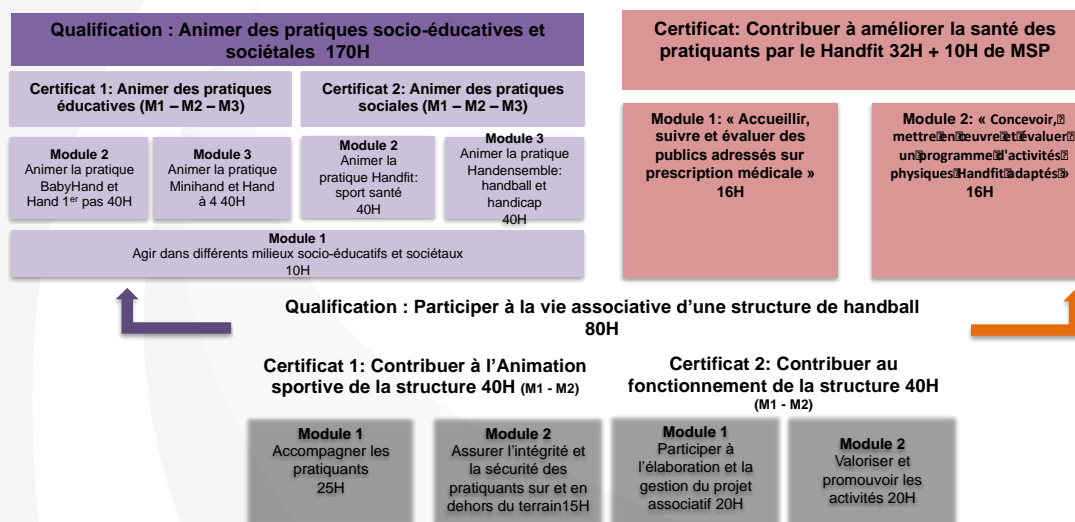 Qualification : Animer des pratiques socio-éducatives et
sociétales 170H
Certificat 1: Animer des pratiques
éducatives (M1 – M2 – M3)
Certificat 2: Animer des pratiques
sociales (M1 – M2 – M3)
Module 2
Animer la pratique
BabyHand et
Hand 1er pas 40H
Module 3
Animer la pratique
Minihand et Hand
à 4 40H
Module 2
Animer la
pratique Handfit:
sport santé
40H
Module 3
Animer la pratique
Handensemble:
handball et
handicap
40H
Module 1
Agir dans différents milieux socio-éducatifs et sociétaux
10H
Certificat: Contribuer à améliorer la santé des
pratiquants par le Handfit 32H + 10H de MSP
Module 1: « Accueillir,
suivre et évaluer des
publics adressés sur
prescription médicale »
16H
Module 2: « Concevoir,
mettre en œuvre et évaluer
un programme d'activités
physiques Handfit adaptés »
16H
Qualification : Participer à la vie associative d'une structure de handball
80H
Certificat 1: Contribuer à l'Animation
sportive de la structure 40H (M1 - M2)
Certificat 2: Contribuer au
fonctionnement de la structure 40H
(M1 - M2)
Module 1
Accompagner les
pratiquants
25H
Module 2
Assurer l'intégrité et
la sécurité des
pratiquants sur et en
dehors du terrain15H
Module 1
Participer à
l'élaboration et la
gestion du projet
associatif 20H
Module 2
Valoriser et
promouvoir les
activités 20H